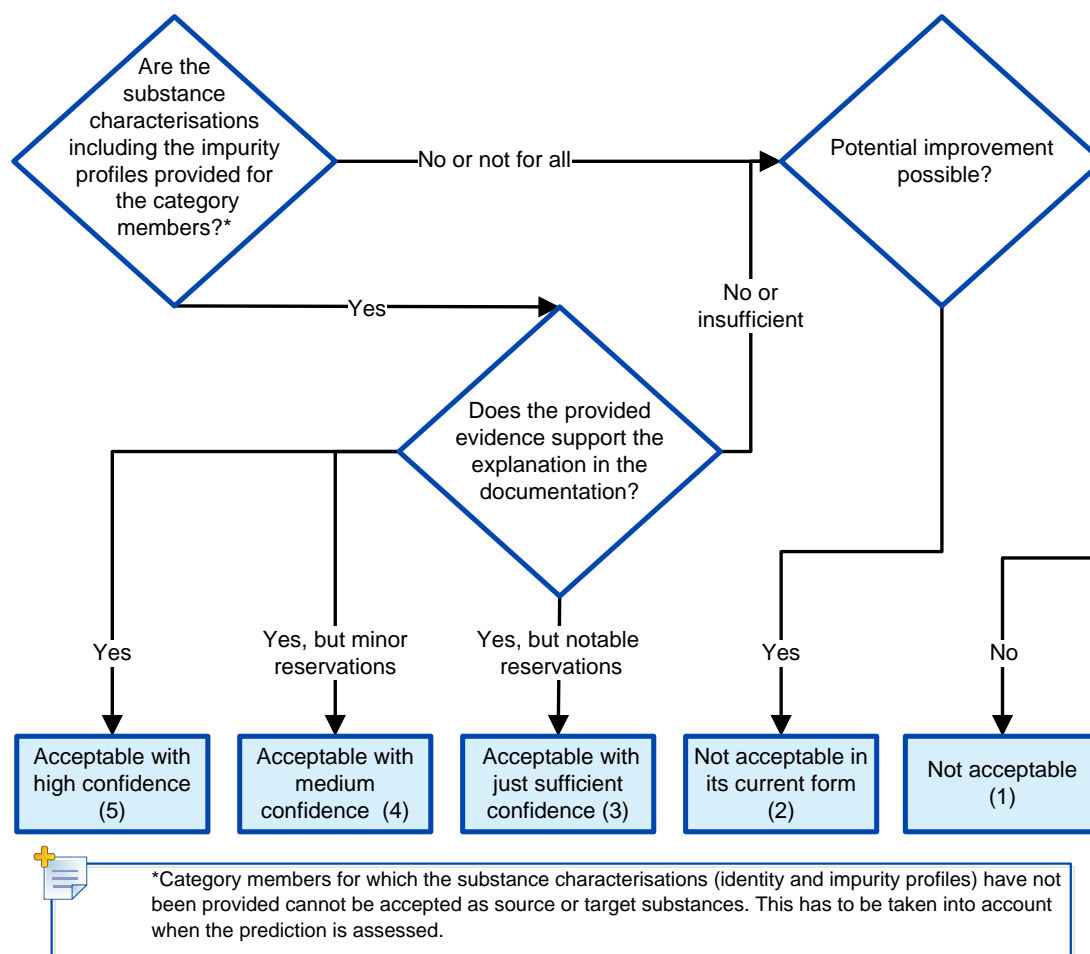 Are the
substance
characterisations
including the impurity
profiles provided for
the category
members?*
No or not for all
Potential improvement
possible?
Yes
No or
insufficient
Does the provided
evidence support the
explanation in the
documentation?
Yes
Yes, but minor
reservations
Yes, but notable
reservations
Yes
No
Acceptable with
high confidence
(5)
Acceptable with
medium
confidence (4)
Acceptable with
just sufficient
confidence (3)
Not acceptable in
its current form
(2)
Not acceptable
(1)
*Category members for which the substance characterisations (identity and impurity profiles) have not
been provided cannot be accepted as source or target substances. This has to be taken into account
when the prediction is assessed.